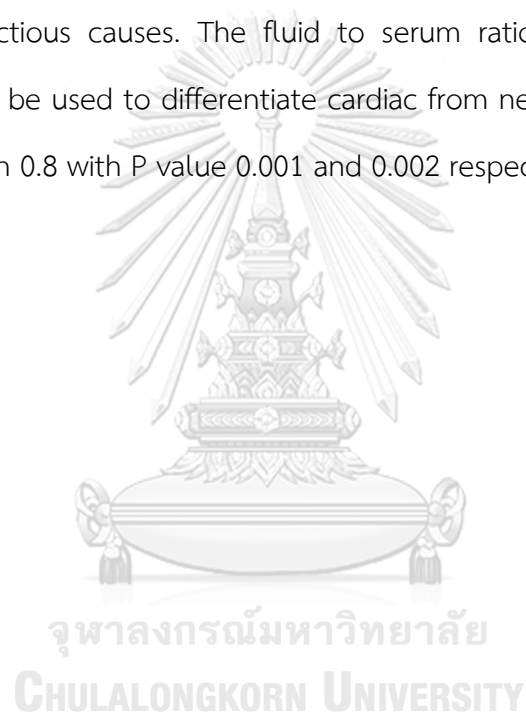 ctious causes. The fluid to serum ratio
be used to differentiate cardiac from ne
n 0.8 with P value 0.001 and 0.002 respec
จุฬาลงกรณ์มหาวิทยาลัย
CHULALONGKORN UNIVERSITY